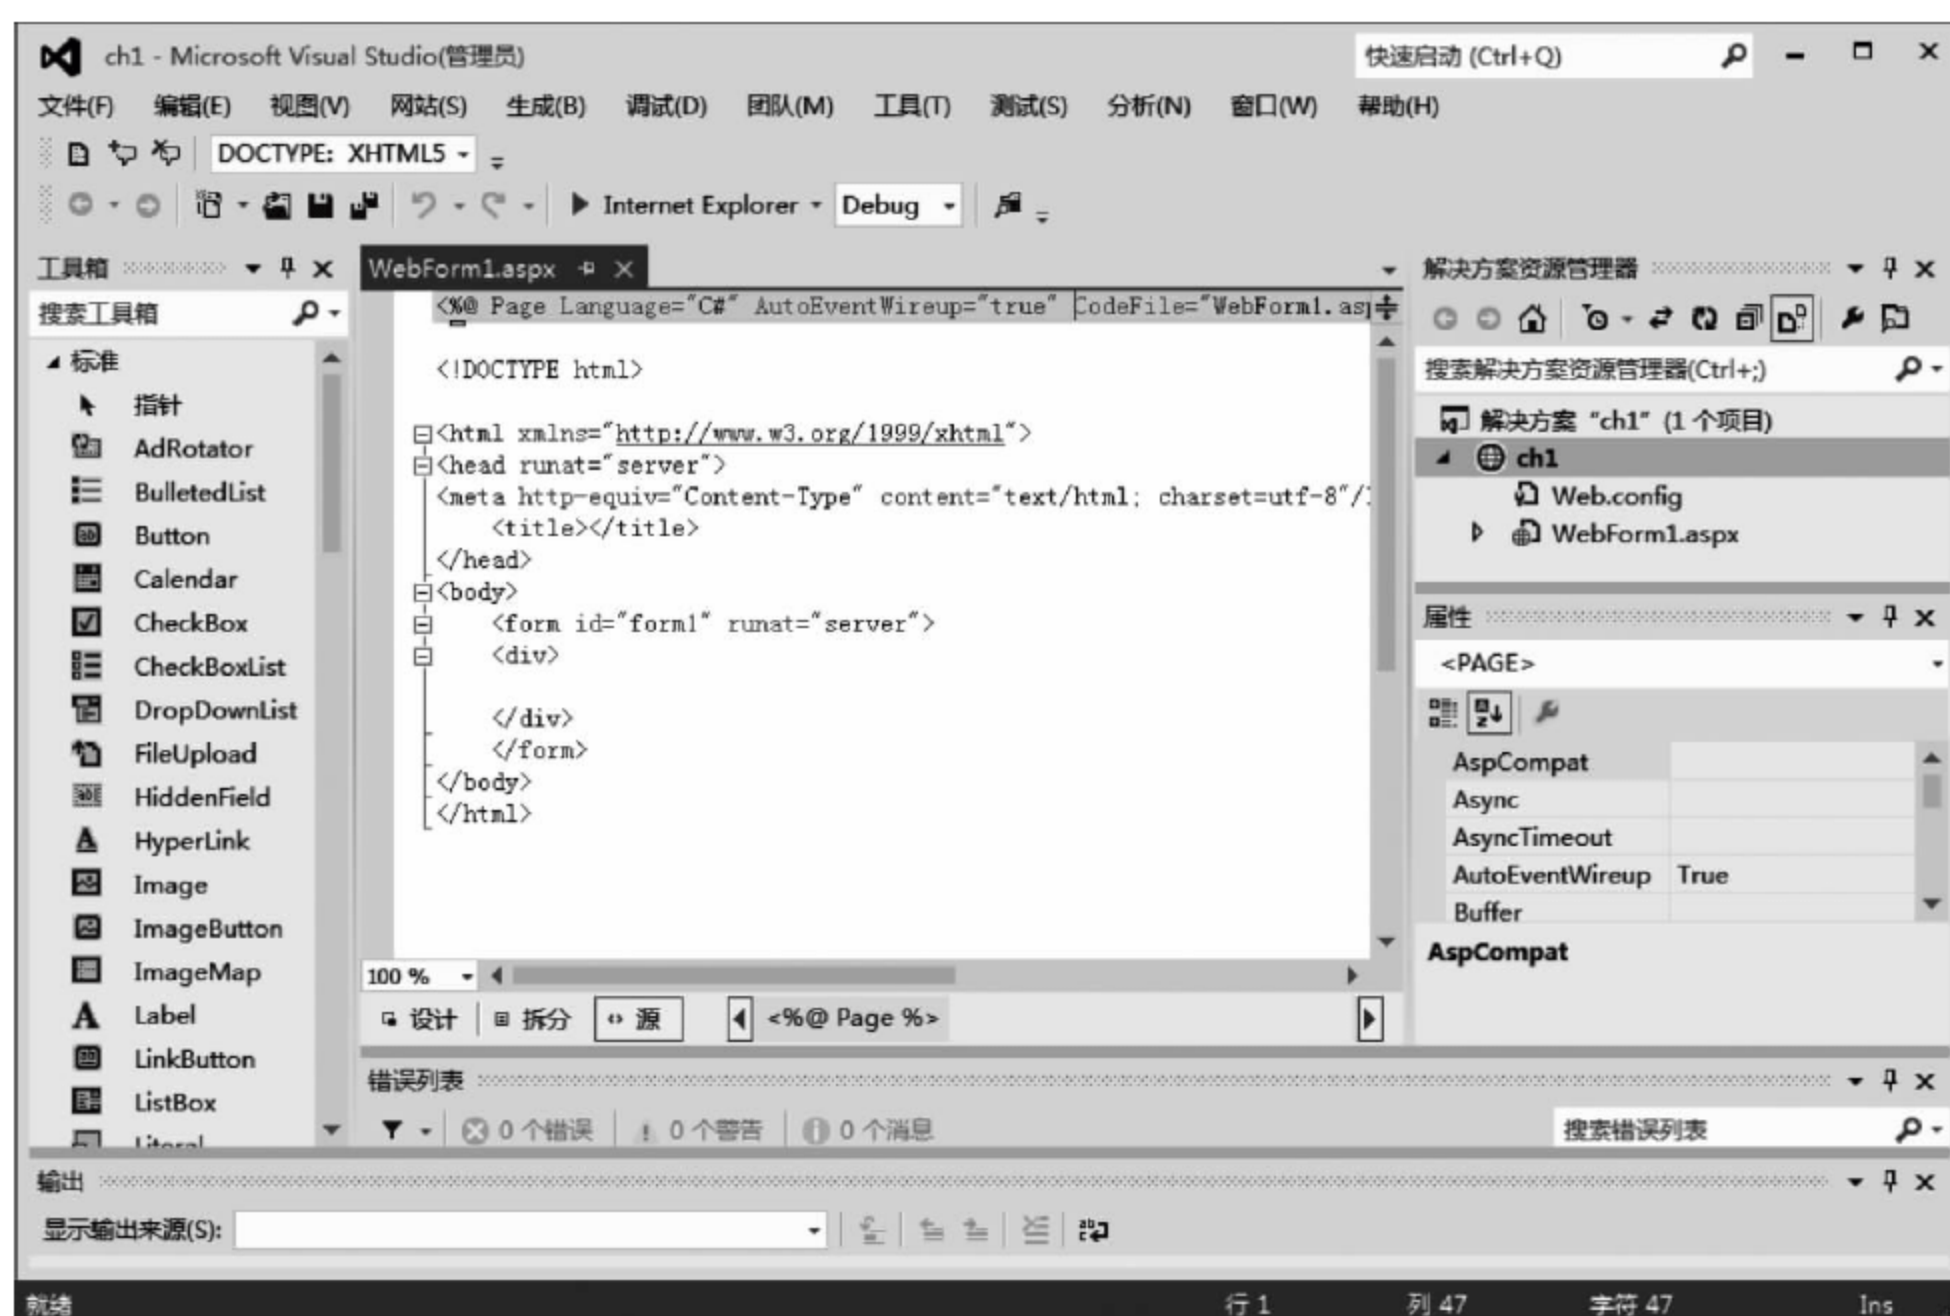 ch1 - Microsoft Visual Studio(管理员)
快速启动 (Ctrl+Q)
文件(F) 编辑(E) 视图(V) 网站(S) 生成(B) 调试(D) 团队(M) 工具(T) 测试(S) 分析(N) 窗口(W) 帮助(H)
DOCTYPE: XHTML5
Internet Explorer Debug
工具箱
搜索工具箱
标准
指针
AdRotator
BulletedList
Button
Calendar
CheckBox
CheckBoxList
DropDownList
FileUpload
HiddenField
HyperLink
Image
ImageButton
ImageMap
Label
LinkButton
ListBox
Literal
WebForm1.aspx
<%@ Page Language="C#" AutoEventWireup="true" CodeFile="WebForm1.asp
<!DOCTYPE html>
<html xmlns="http://www.w3.org/1999/xhtml">
<head runat="server">
<meta http-equiv="Content-Type" content="text/html; charset=utf-8"/>
<title></title>
</head>
<body>
<form id="form1" runat="server">
<div>
</div>
</form>
</body>
</html>
100 %
设计 拆分 源 <%@ Page %>
解决方案资源管理器
搜索解决方案资源管理器(Ctrl+;)
解决方案 "ch1" (1 个项目)
ch1
Web.config
WebForm1.aspx
属性
<PAGE>
AspCompat
Async
AsyncTimeout
AutoEventWireup True
Buffer
AspCompat
错误列表
0 个错误 0 个警告 0 个消息
搜索错误列表
输出
显示输出来源(S):
就绪 行 1 列 47 字符 47 Ins